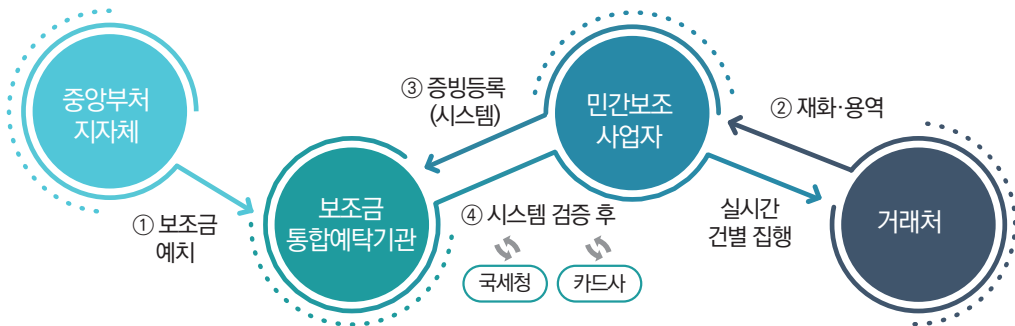 중앙부처
지자체
① 보조금
예치
보조금
통합예탁기관
③ 증빙등록
(시스템)
민간보조
사업자
② 재화·용역
거래처
④ 시스템 검증 후
국세청
카드사
실시간
건별 집행